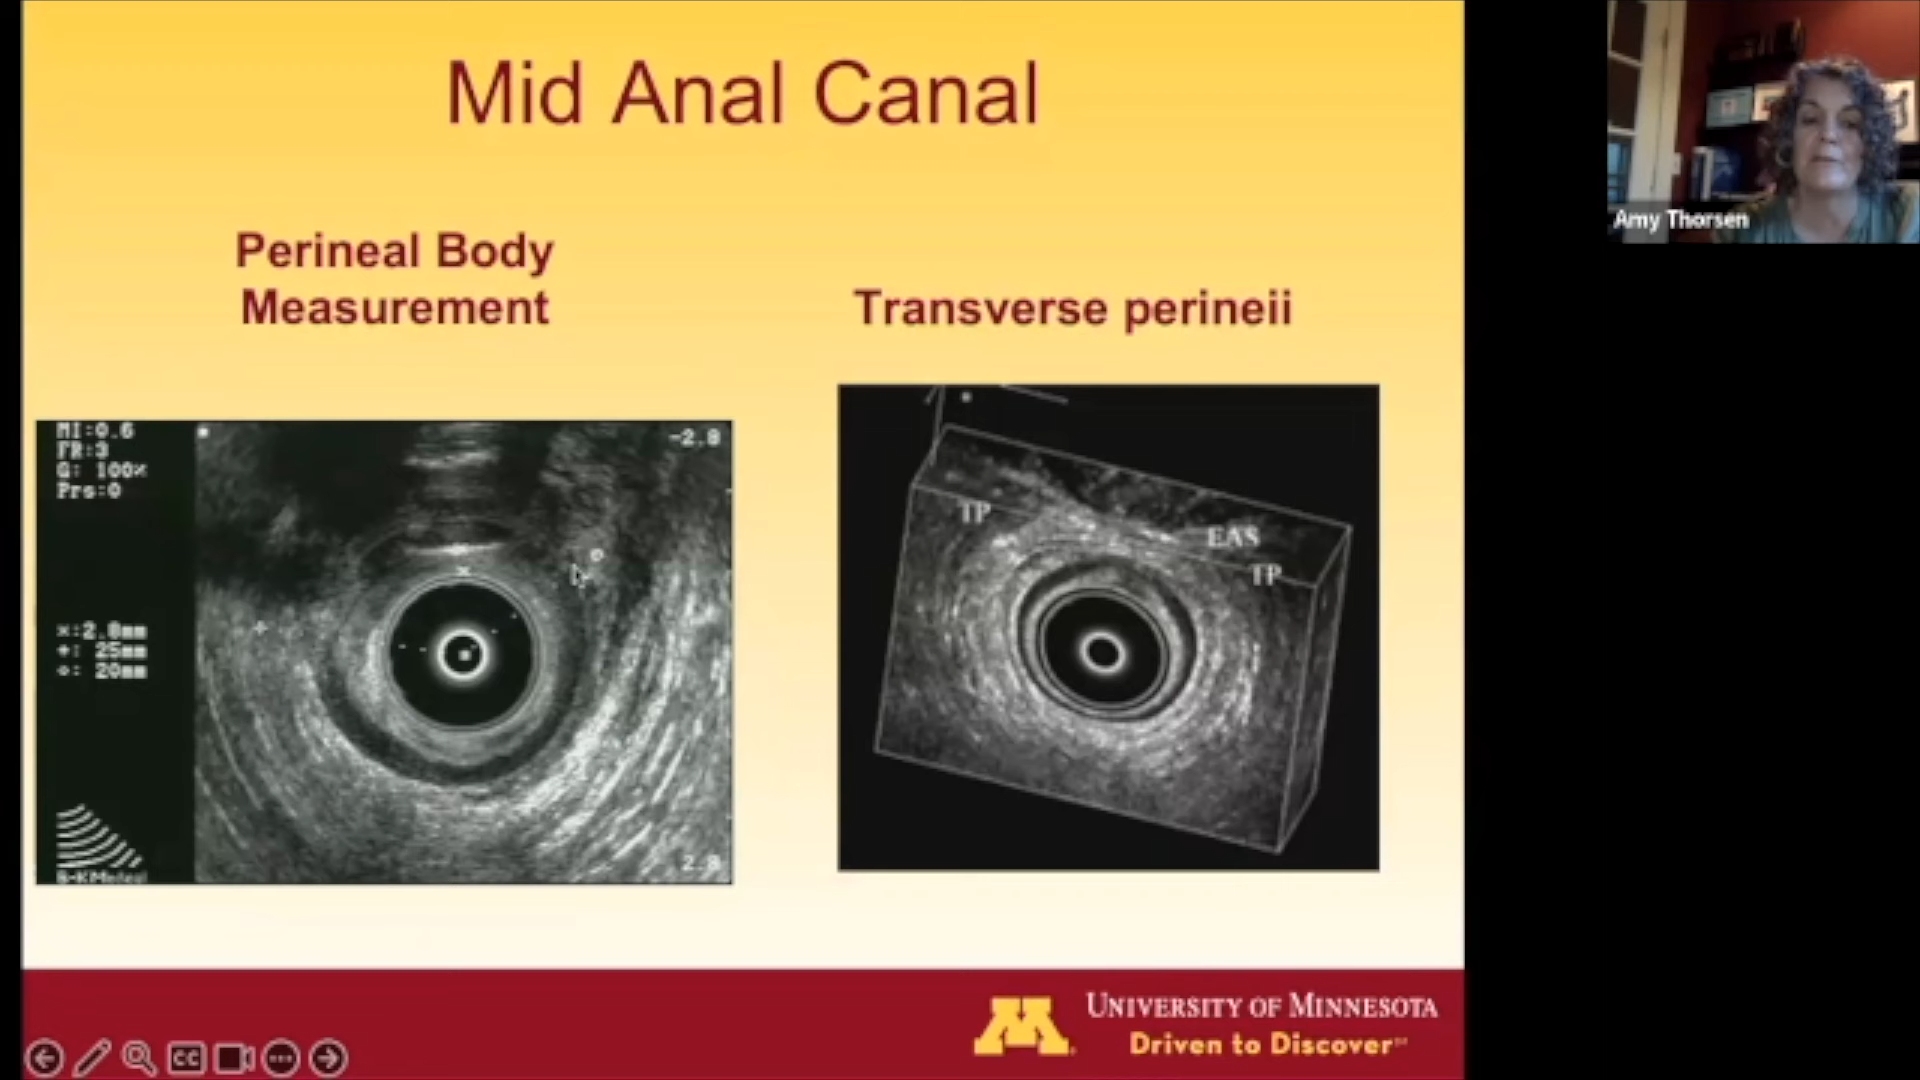 Mid Anal Canal
Perineal Body
Measurement
Transverse perineii
MI:0.6
FR:3
G: 100%
Prs:0
-2.8
×:2.8mm
+: 25mm
◇: 20mm
2.8
B-K Medical
TP
EAS
TP
UNIVERSITY OF MINNESOTA
Driven to Discover
CC
Amy Thorsen